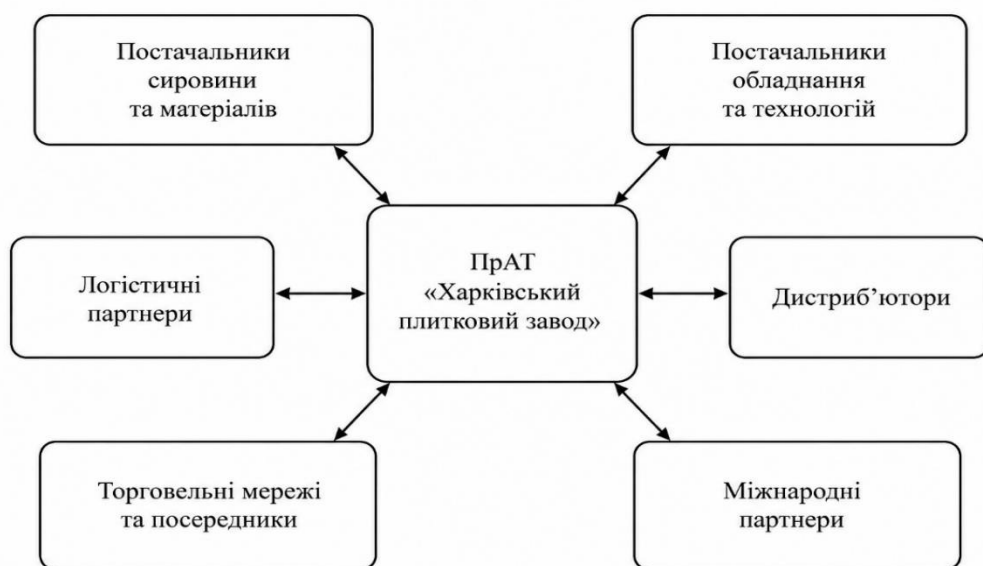 Постачальники
сировини
та матеріалів
Постачальники
обладнання
та технологій
Логістичні
партнери
ПрАТ
«Харківський
плитковий завод»
Дистриб’ютори
Торговельні мережі
та посередники
Міжнародні
партнери